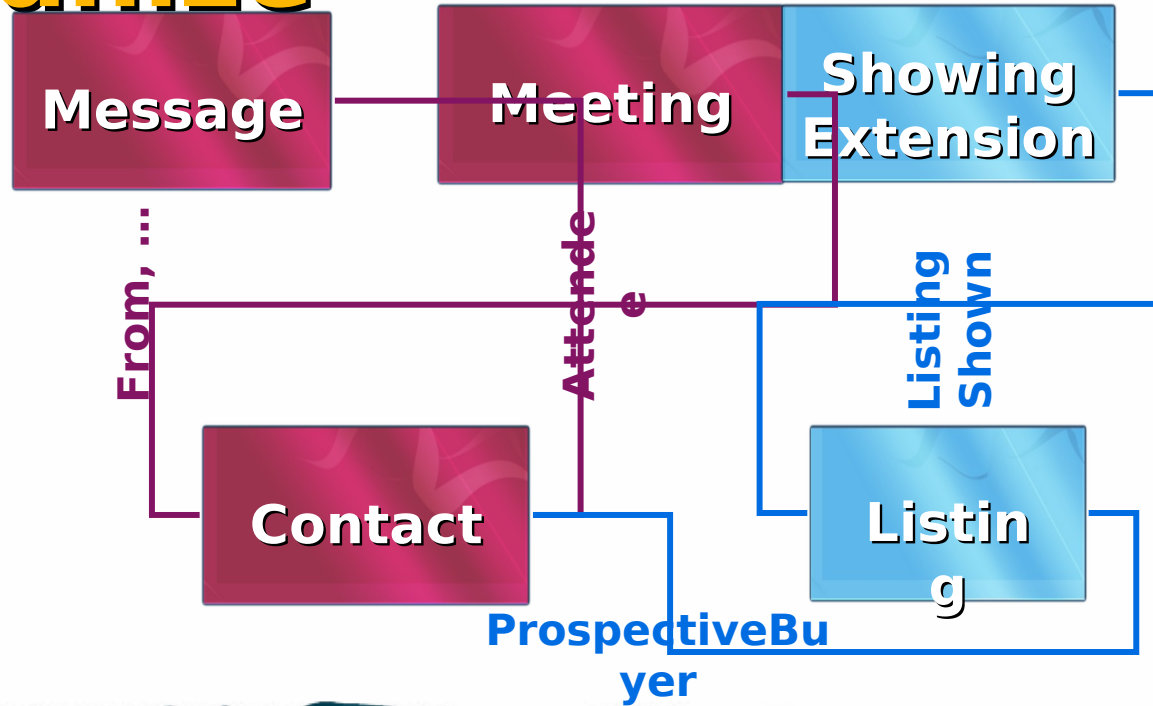 Message
Meeting
Showing
Extension
From, ...
Attende
e
Listing
Shown
Contact
Listin
g
ProspectiveBu
yer